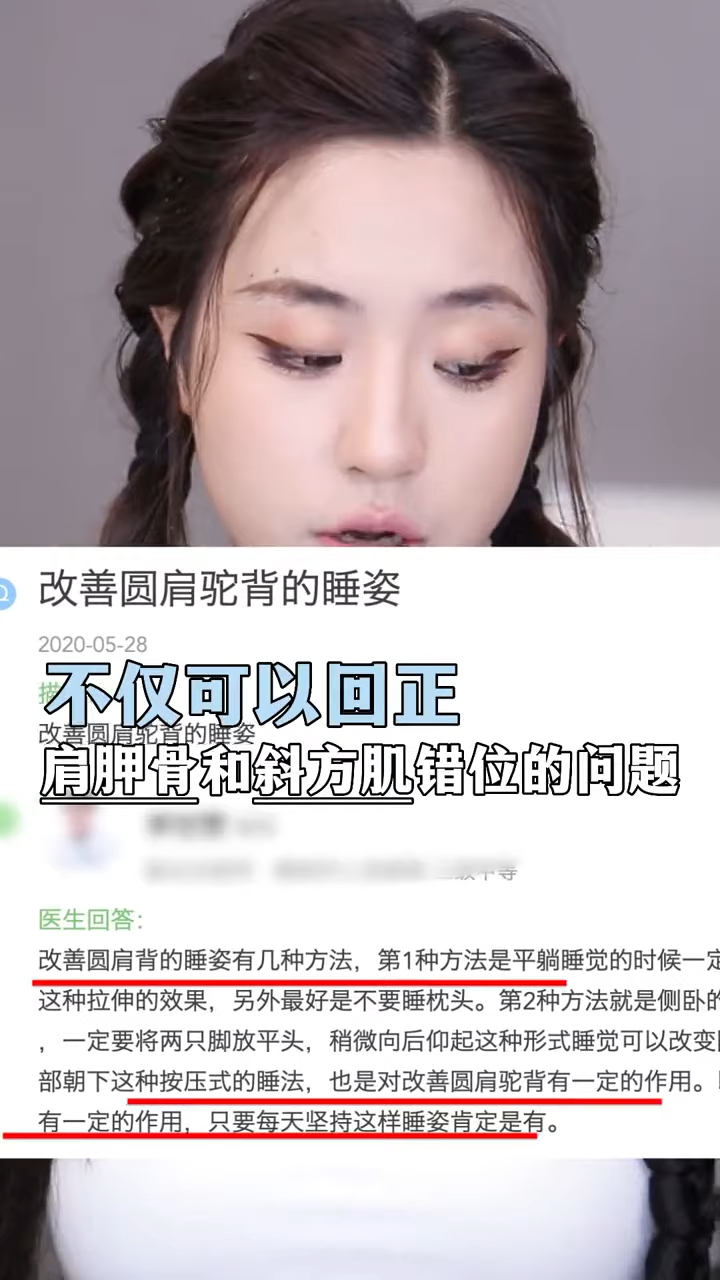 改善圆肩驼背的睡姿
2020-05-28
描
不仅可以回正
改善圆肩驼背的睡姿
肩胛骨和斜方肌错位的问题
医生回答：
改善圆肩背的睡姿有几种方法，第1种方法是平躺睡觉的时候一定
这种拉伸的效果，另外最好是不要睡枕头。第2种方法就是侧卧的
，一定要将两只脚放平头，稍微向后仰起这种形式睡觉可以改变
部朝下这种按压式的睡法，也是对改善圆肩驼背有一定的作用。
有一定的作用，只要每天坚持这样睡姿肯定是有。